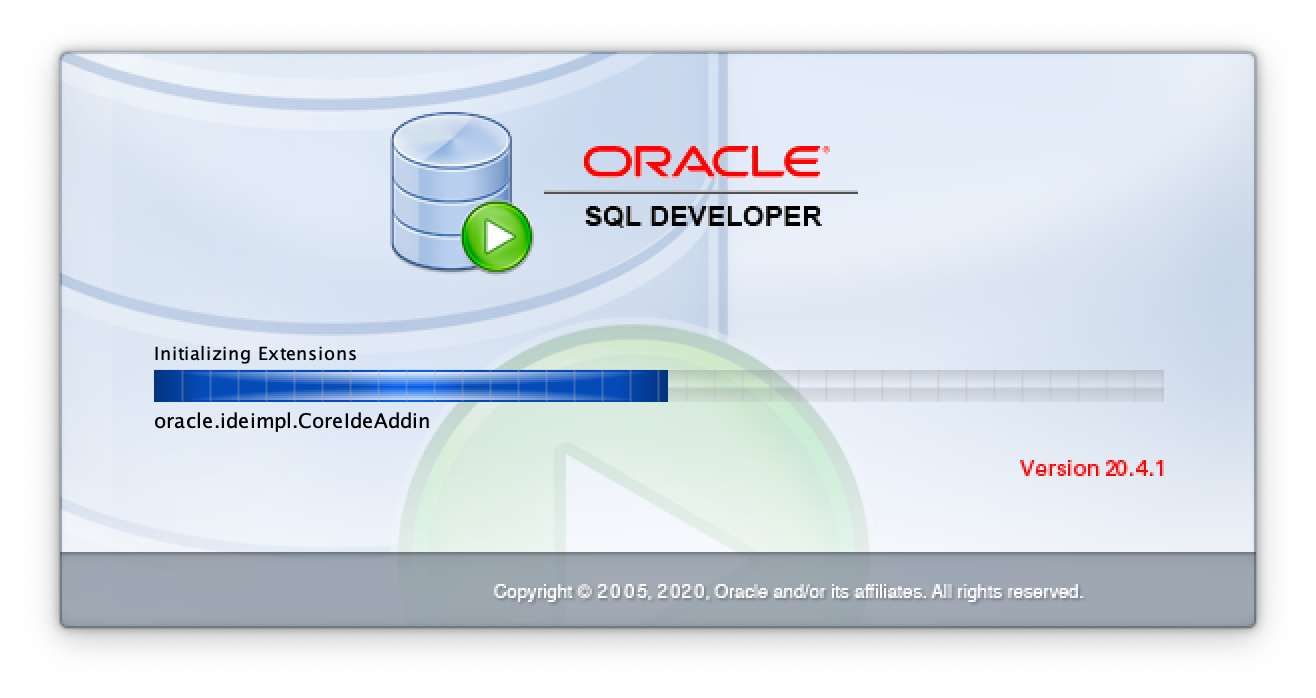 ORACLE®
SQL DEVELOPER
Initializing Extensions
oracle.ideimpl.CoreIdeAddin
Version 20.4.1
Copyright © 2005, 2020, Oracle and/or its affiliates. All rights reserved.